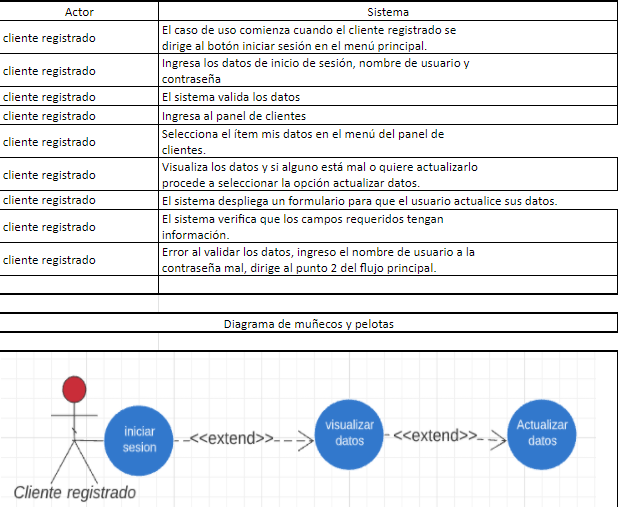 Actor Sistema
cliente registrado El caso de uso comienza cuando el cliente registrado se
dirige al botón iniciar sesión en el menú principal.
cliente registrado Ingresa los datos de inicio de sesión, nombre de usuario y
contraseña
cliente registrado El sistema valida los datos
cliente registrado Ingresa al panel de clientes
cliente registrado Selecciona el ítem mis datos en el menú del panel de
clientes.
cliente registrado Visualiza los datos y si alguno está mal o quiere actualizarlo
procede a seleccionar la opción actualizar datos.
cliente registrado El sistema despliega un formulario para que el usuario actualice sus datos.
cliente registrado El sistema verifica que los campos requeridos tengan
información.
cliente registrado Error al validar los datos, ingreso el nombre de usuario a la
contraseña mal, dirige al punto 2 del flujo principal.
Diagrama de muñecos y pelotas
iniciar
sesion
<<extend>>
visualizar
datos
<<extend>>
Actualizar
datos
Cliente registrado